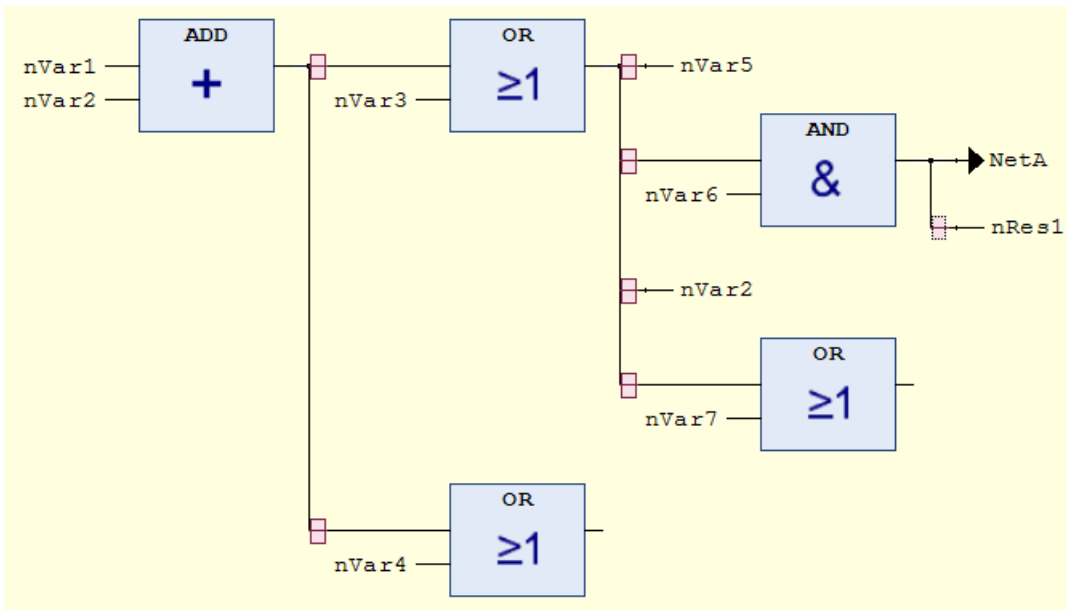 ADD
+
nVar1
nVar2
OR
≥1
nVar3
nVar5
AND
&
nVar6
NetA
nRes1
nVar2
OR
≥1
nVar7
OR
≥1
nVar4